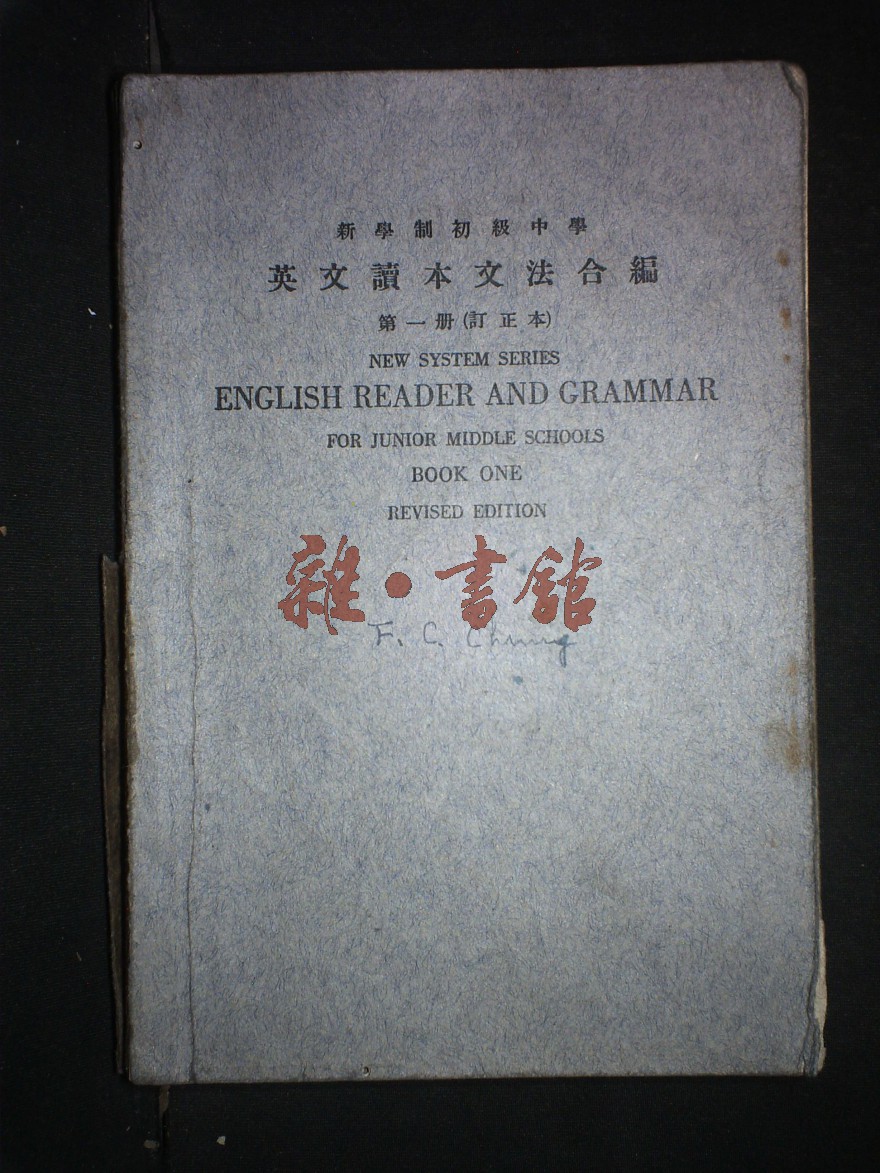 新學制初級中學
英文讀本文法合編
第一册(訂正本)
NEW SYSTEM SERIES
ENGLISH READER AND GRAMMAR
FOR JUNIOR MIDDLE SCHOOLS
BOOK ONE
REVISED EDITION
雜·書館
F. C. Chung